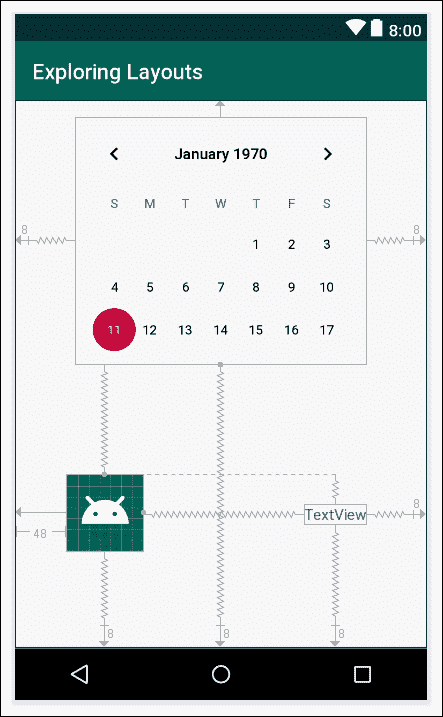 8:00
Exploring Layouts
January 1970
S M T W T F S
1 2 3
8 8
4 5 6 7 8 9 10
11 12 13 14 15 16 17
8
TextView
48
8 8 8